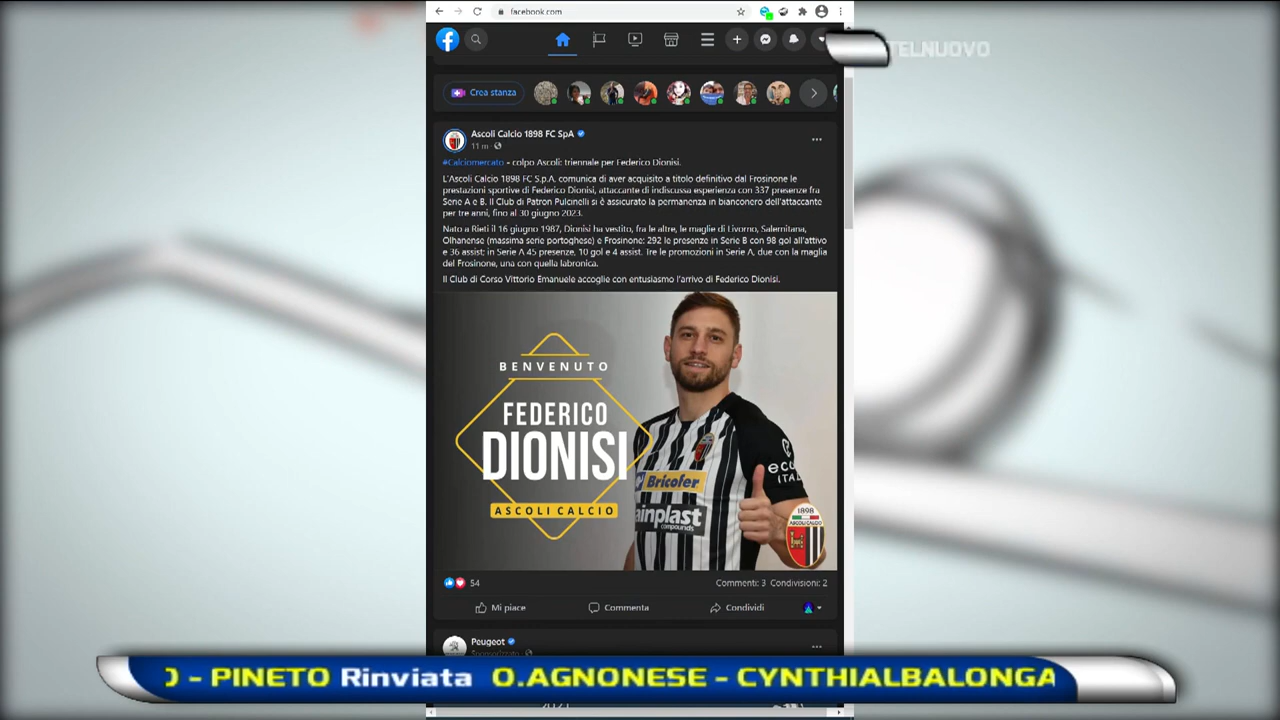 facebook.com
TELNUOVO
Crea stanza
Ascoli Calcio 1898 FC SpA
11 m
#Calciomercato - colpo Ascoli: triennale per Federico Dionisi.
L'Ascoli Calcio 1898 FC S.p.A. comunica di aver acquisito a titolo definitivo dal Frosinone le
prestazioni sportive di Federico Dionisi, attaccante di indiscussa esperienza con 337 presenze fra
Serie A e B. Il Club di Patron Pulcinelli si è assicurato la permanenza in bianconero dell'attaccante
per tre anni, fino al 30 giugno 2023.
Nato a Rieti il 16 giugno 1987, Dionisi ha vestito, fra le altre, le maglie di Livorno, Salernitana,
Olhanense (massima serie portoghese) e Frosinone: 292 le presenze in Serie B con 98 gol all'attivo
e 36 assist; in Serie A 45 presenze, 10 gol e 4 assist. Tre le promozioni in Serie A, due con la maglia
del Frosinone, una con quella labronica.
Il Club di Corso Vittorio Emanuele accoglie con entusiasmo l'arrivo di Federico Dionisi.
BENVENUTO
FEDERICO
DIONISI
ASCOLI CALCIO
Bricofer
ainplast
compounds
ITAL
1898
ASCOLI CALCIO
54
Commenti: 3 Condivisioni: 2
Mi piace
Commenta
Condividi
Peugeot
Sponsorizzato
O - PINETO Rinviata O.AGNONESE - CYNTHIALBALONGA